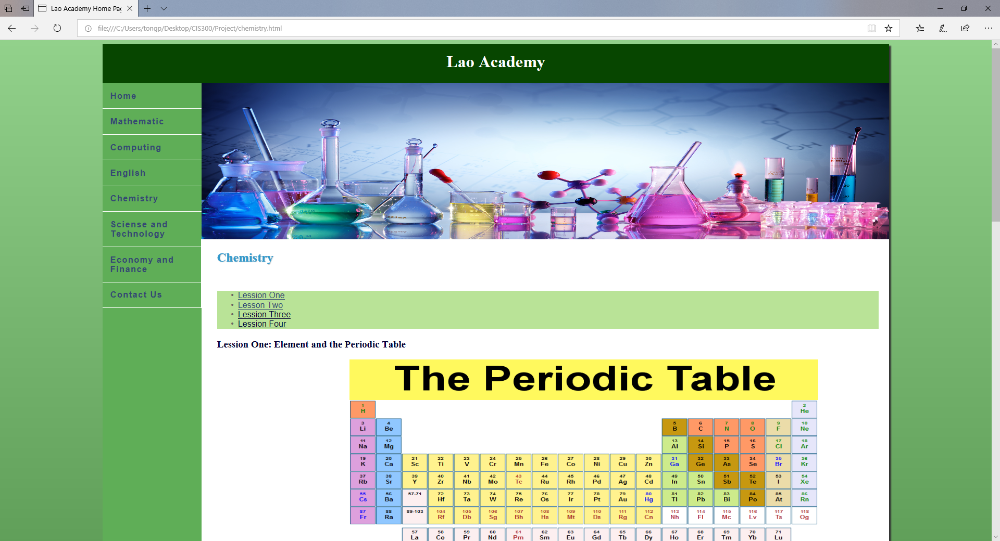 Lao Academy Home Pag
file:///C:/Users/tongp/Desktop/CIS300/Project/chemistry.html
Lao Academy
Home
Mathematic
Computing
English
Chemistry
Sciense and
Technology
Economy and
Finance
Contact Us
Chemistry
• Lession One
• Lesson Two
• Lession Three
• Lession Four
Lession One: Element and the Periodic Table
The Periodic Table
1 2
H He
3 4 5 6 7 8 9 10
Li Be B C N O F Ne
11 12 13 14 15 16 17 18
Na Mg Al Si P S Cl Ar
19 20 21 22 23 24 25 26 27 28 29 30 31 32 33 34 35 36
K Ca Sc Ti V Cr Mn Fe Co Ni Cu Zn Ga Ge As Se Br Kr
37 38 39 40 41 42 43 44 45 46 47 48 49 50 51 52 53 54
Rb Sr Y Zr Nb Mo Tc Ru Rh Pd Ag Cd In Sn Sb Te I Xe
55 56 57-71 72 73 74 75 76 77 78 79 80 81 82 83 84 85 86
Cs Ba Hf Ta W Re Os Ir Pt Au Hg Tl Pb Bi Po At Rn
87 88 89-103 104 105 106 107 108 109 110 111 112 113 114 115 116 117 118
Fr Ra Rf Db Sg Bh Hs Mt Ds Rg Cn Nh Fl Mc Lv Ts Og
57 58 59 60 61 62 63 64 65 66 67 68 69 70 71
La Ce Pr Nd Pm Sm Eu Gd Tb Dy Ho Er Tm Yb Lu